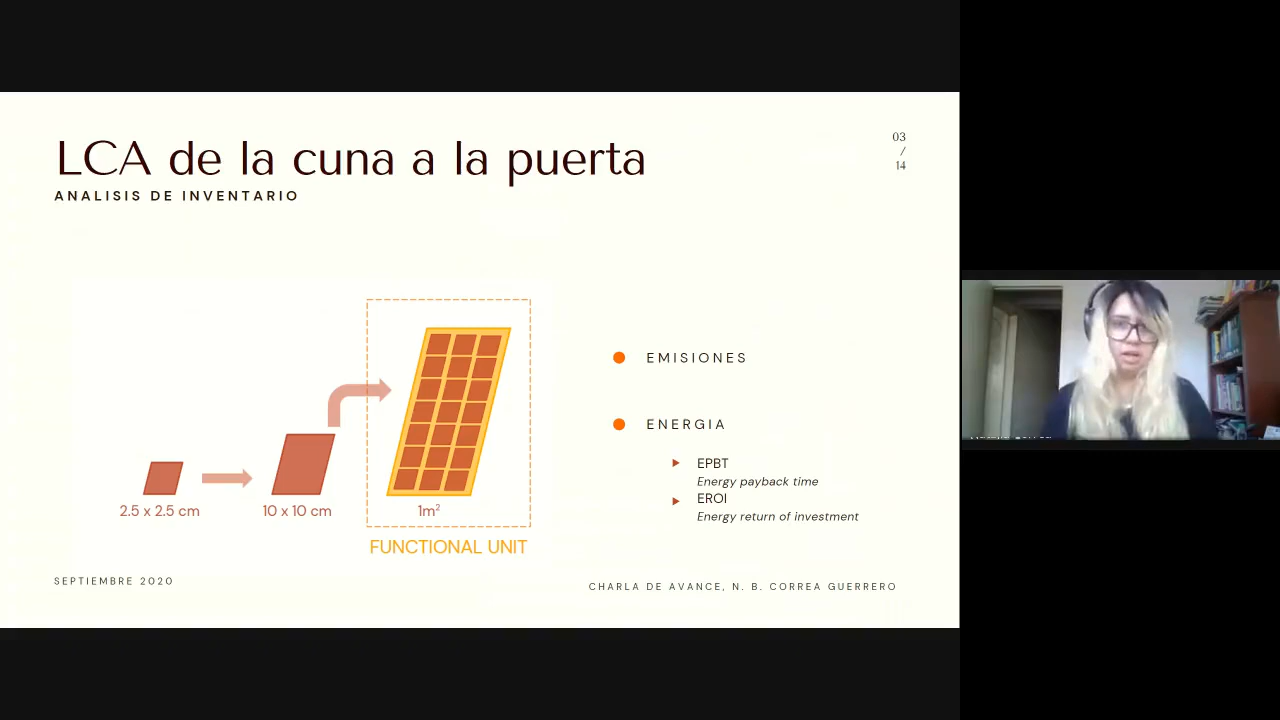 LCA de la cuna a la puerta
ANALISIS DE INVENTARIO
03
/
14
2.5 x 2.5 cm
10 x 10 cm
1m²
FUNCTIONAL UNIT
EMISIONES
ENERGIA
EPBT
Energy payback time
EROI
Energy return of investment
SEPTIEMBRE 2020
CHARLA DE AVANCE, N. B. CORREA GUERRERO